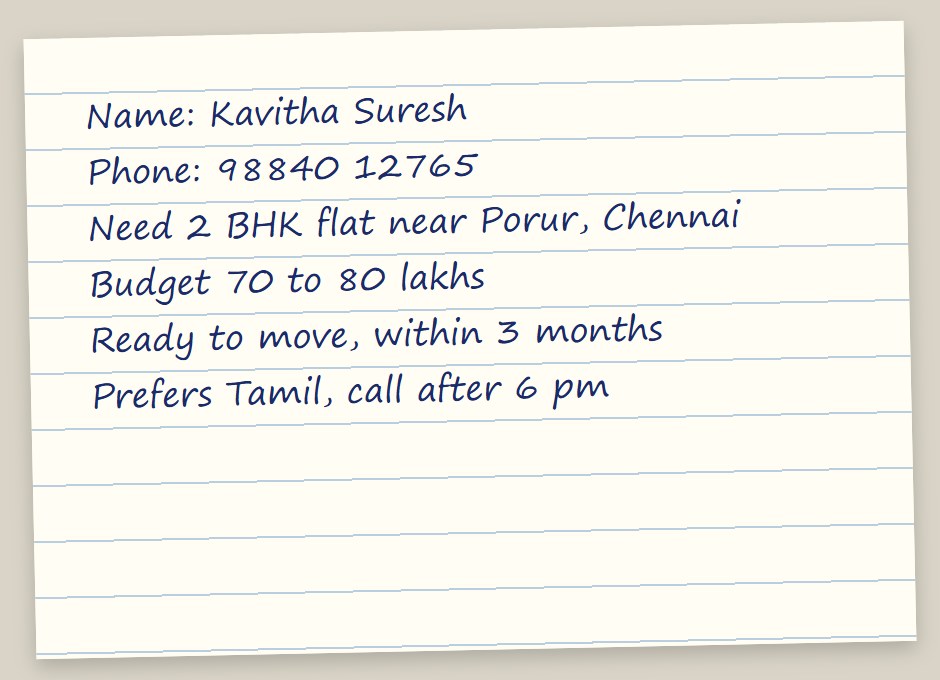 Name: Kavitha Suresh
Phone: 98840 12765
Need 2 BHK flat near Porur, Chennai
Budget 70 to 80 lakhs
Ready to move, within 3 months
Prefers Tamil, call after 6 pm